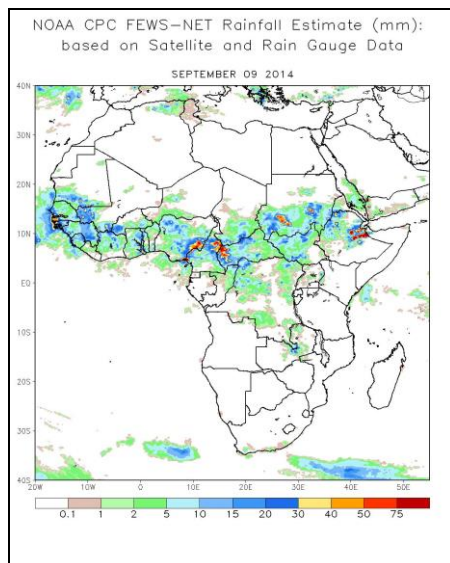 NOAA CPC FEWS-NET Rainfall Estimate (mm):
based on Satellite and Rain Gauge Data
SEPTEMBER 09 2014
40N
30N
20N
10N
EQ
10S
20S
30S
40S
20W 10W 0 10E 20E 30E 40E 50E
0.1 1 2 5 10 15 20 30 40 50 75